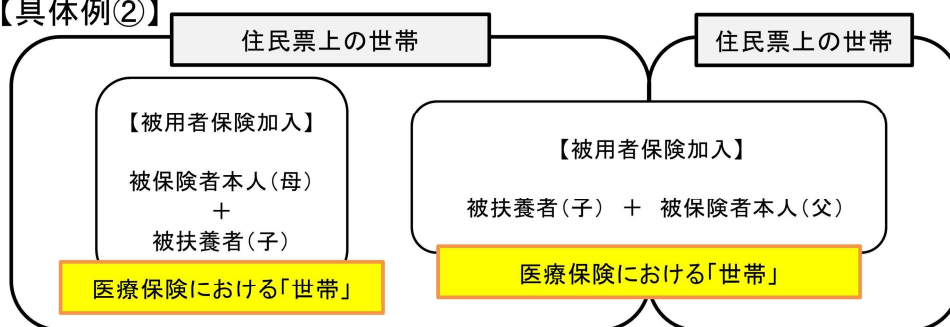 【具体例②】
住民票上の世帯
住民票上の世帯
【被用者保険加入】
被保険者本人(母)
+
被扶養者(子)
医療保険における「世帯」
【被用者保険加入】
被扶養者(子) + 被保険者本人(父)
医療保険における「世帯」